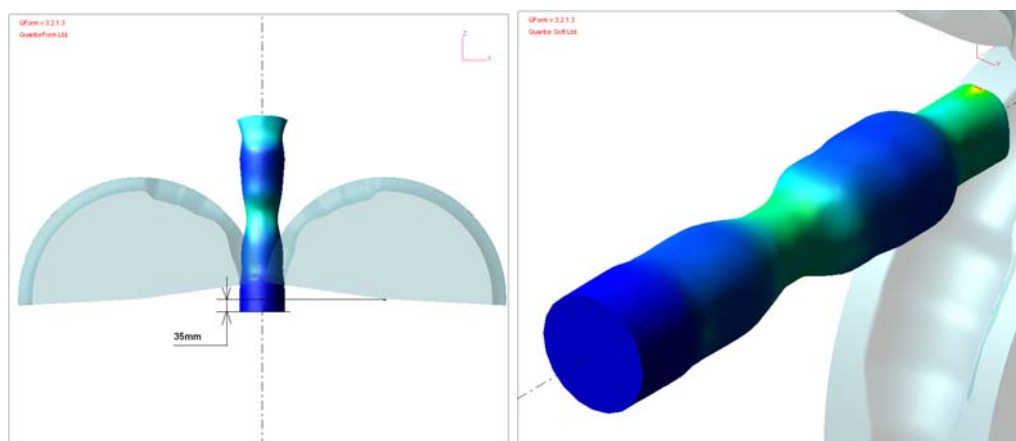 QForm v.3.2.1.3
QuantorForm Ltd.
Z
X
35mm
QForm v.3.2.1.3
Quantor Soft Ltd.
Y